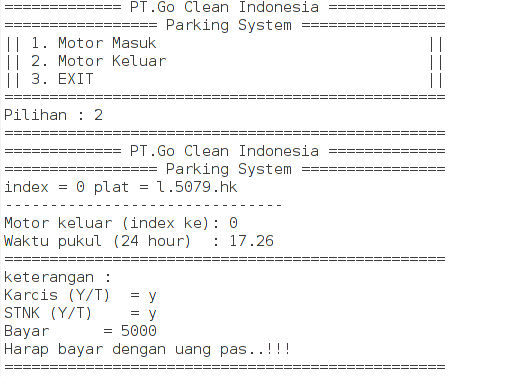 ============= PT.Go Clean Indonesia =============
================= Parking System ================
|| 1. Motor Masuk ||
|| 2. Motor Keluar ||
|| 3. EXIT ||
=================================================
Pilihan : 2
=================================================
============= PT.Go Clean Indonesia =============
================= Parking System ================
index = 0 plat = l.5079.hk
-------------------------------
Motor keluar (index ke): 0
Waktu pukul (24 hour)  : 17.26
=================================================
keterangan :
Karcis (Y/T)  = y
STNK (Y/T)    = y
Bayar      = 5000
Harap bayar dengan uang pas..!!!
=================================================